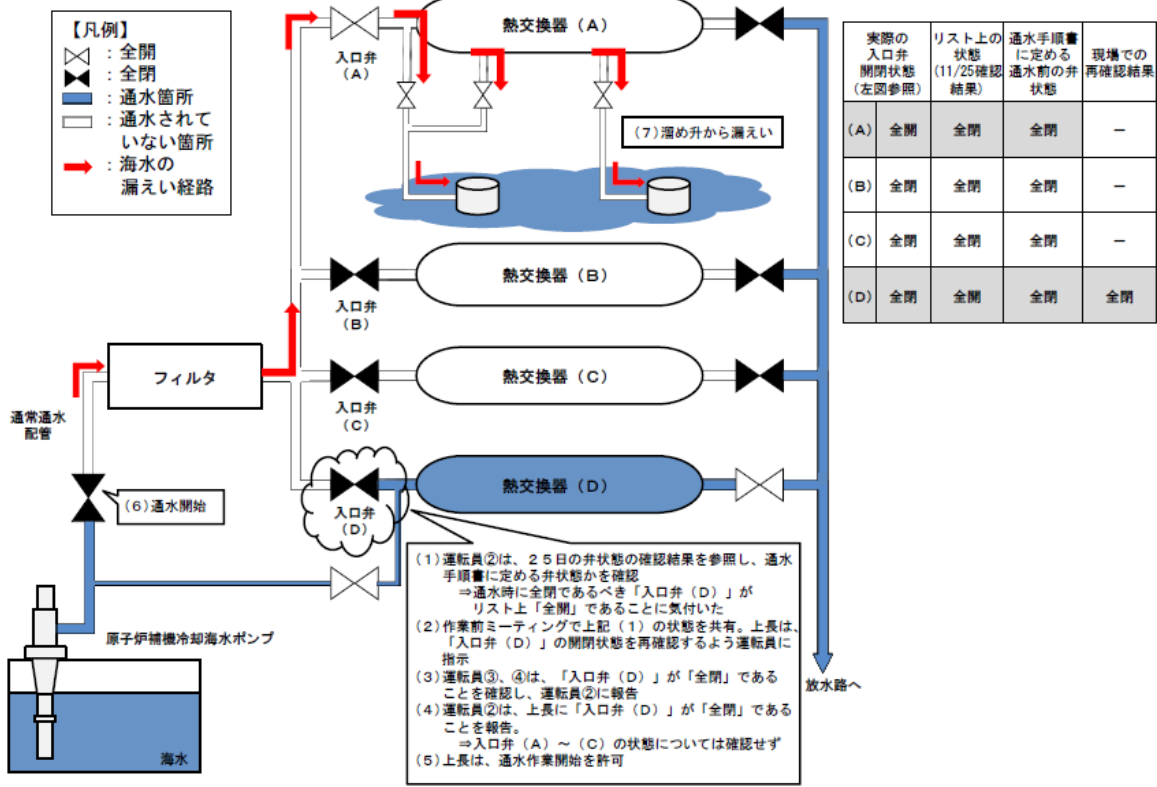 【凡例】
：全開
：全閉
：通水箇所
：通水されて
いない箇所
：海水の
漏えい経路
入口弁
（A）
熱交換器（A）
（7）溜め升から漏えい
入口弁
（B）
熱交換器（B）
フィルタ
入口弁
（C）
熱交換器（C）
通常通水
配管
（6）通水開始
入口弁
（D）
熱交換器（D）
原子炉補機冷却海水ポンプ
海水
放水路へ
（1）運転員②は、25日の弁状態の確認結果を参照し、通水
手順書に定める弁状態かを確認
⇒通水時に全閉であるべき「入口弁（D）」が
リスト上「全開」であることに気付いた
（2）作業前ミーティングで上記（1）の状態を共有。上長は、
「入口弁（D）」の開閉状態を再確認するよう運転員に
指示
（3）運転員③、④は、「入口弁（D）」が「全閉」である
ことを確認し、運転員②に報告
（4）運転員②は、上長に「入口弁（D）」が「全閉」である
ことを報告。
⇒入口弁（A）～（C）の状態については確認せず
（5）上長は、通水作業開始を許可
実際の
入口弁
開閉状態
（左図参照）
リスト上の
状態
（11/25確認
結果）
通水手順書
に定める
通水前の弁
状態
現場での
再確認結果
（A） 全開 全閉 全閉 －
（B） 全閉 全閉 全閉 －
（C） 全閉 全閉 全閉 －
（D） 全閉 全開 全閉 全閉